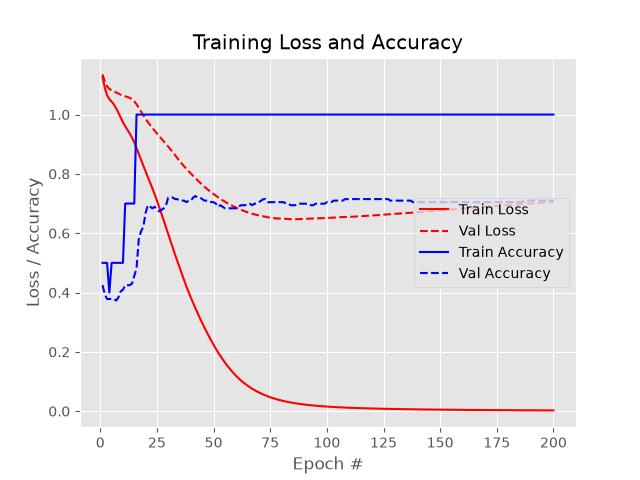 Training Loss and Accuracy
Loss / Accuracy
1.0
0.8
0.6
0.4
0.2
0.0
Train Loss
Val Loss
Train Accuracy
Val Accuracy
0 25 50 75 100 125 150 175 200
Epoch #